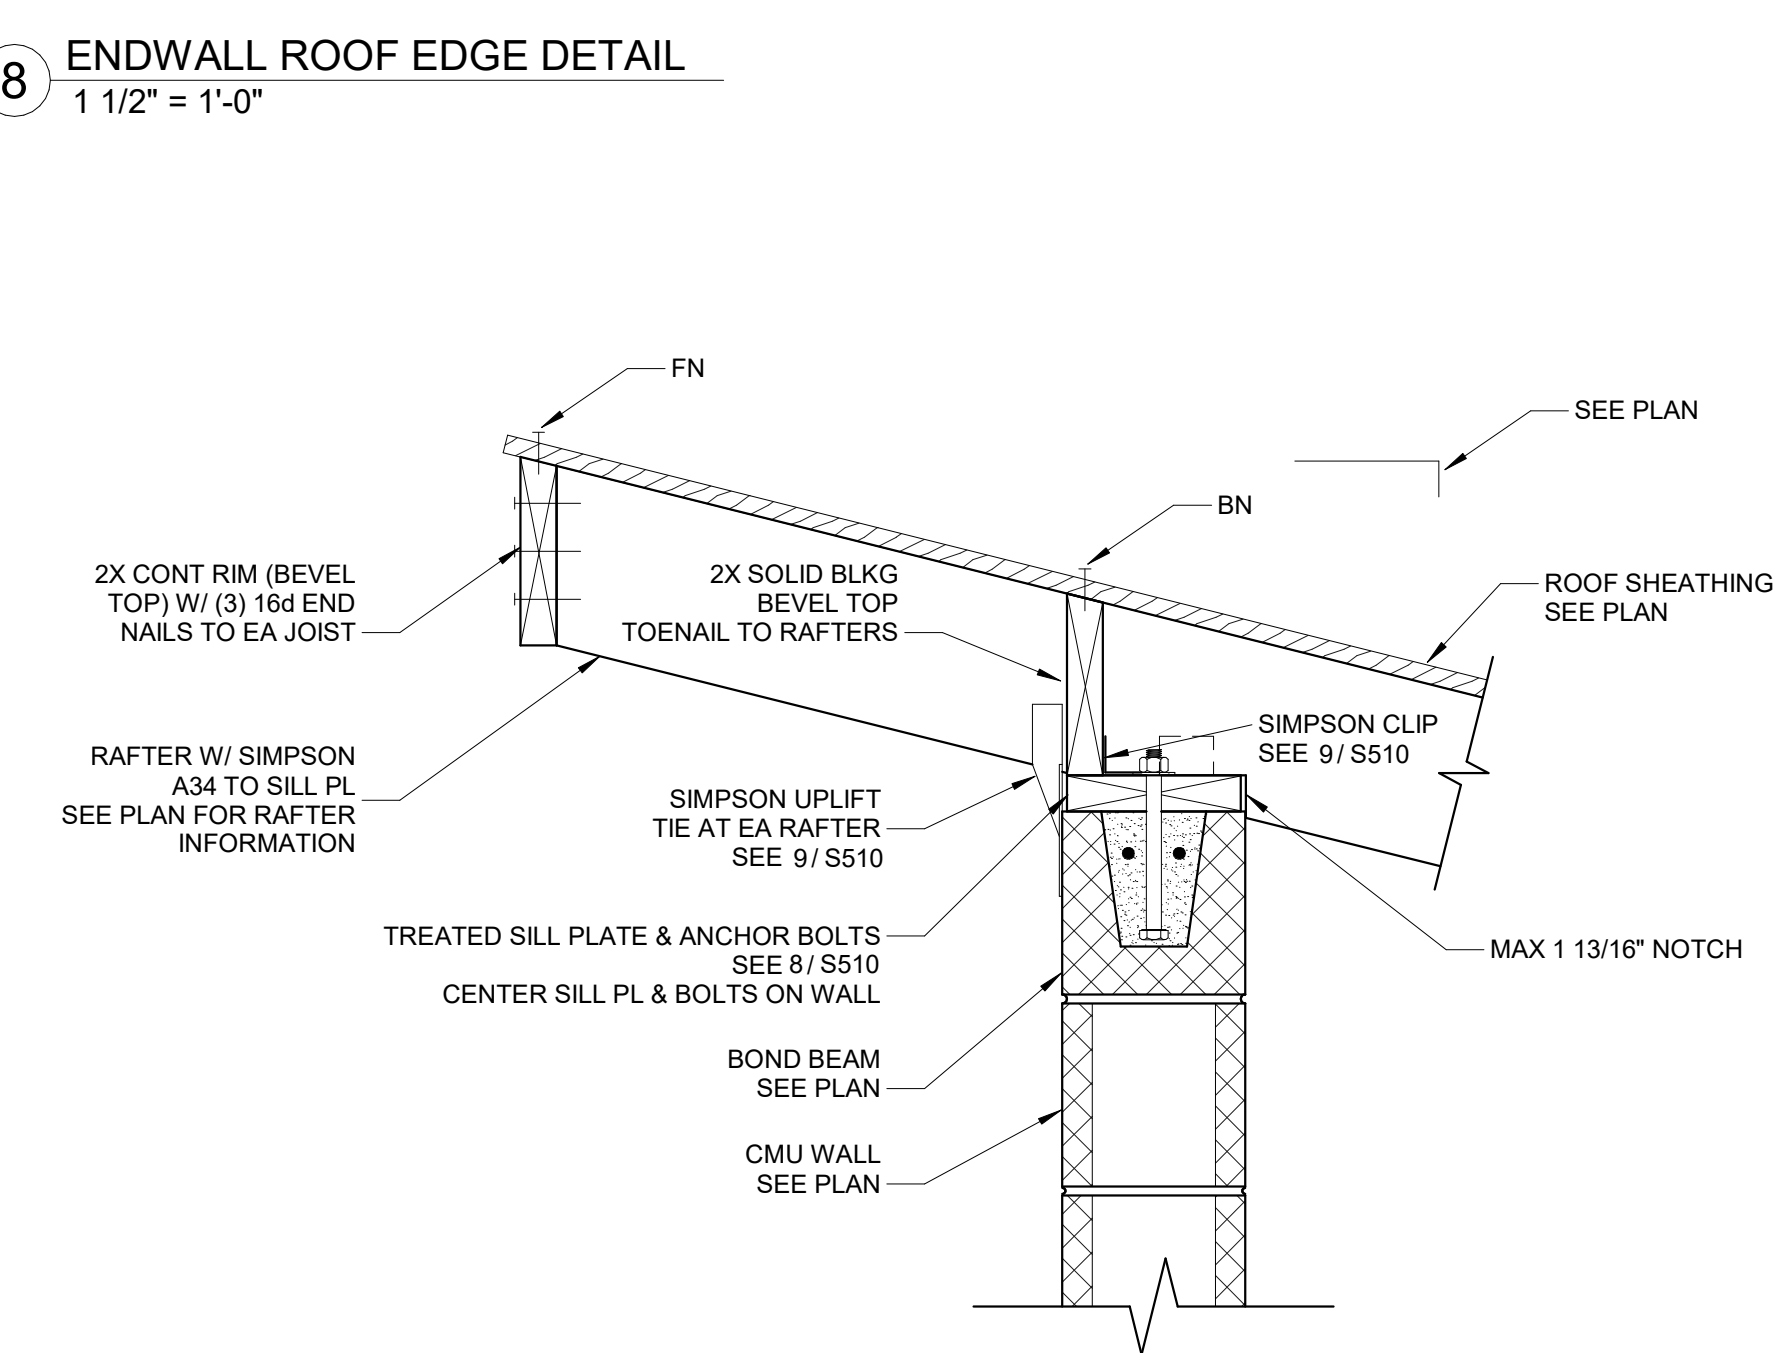 8
ENDWALL ROOF EDGE DETAIL
1 1/2" = 1'-0"
FN
SEE PLAN
BN
2X CONT RIM (BEVEL
TOP) W/ (3) 16d END
NAILS TO EA JOIST
2X SOLID BLKG
BEVEL TOP
TOENAIL TO RAFTERS
ROOF SHEATHING
SEE PLAN
SIMPSON CLIP
SEE 9/ S510
RAFTER W/ SIMPSON
A34 TO SILL PL
SEE PLAN FOR RAFTER
INFORMATION
SIMPSON UPLIFT
TIE AT EA RAFTER
SEE 9/ S510
TREATED SILL PLATE & ANCHOR BOLTS
SEE 8/ S510
CENTER SILL PL & BOLTS ON WALL
MAX 1 13/16" NOTCH
BOND BEAM
SEE PLAN
CMU WALL
SEE PLAN